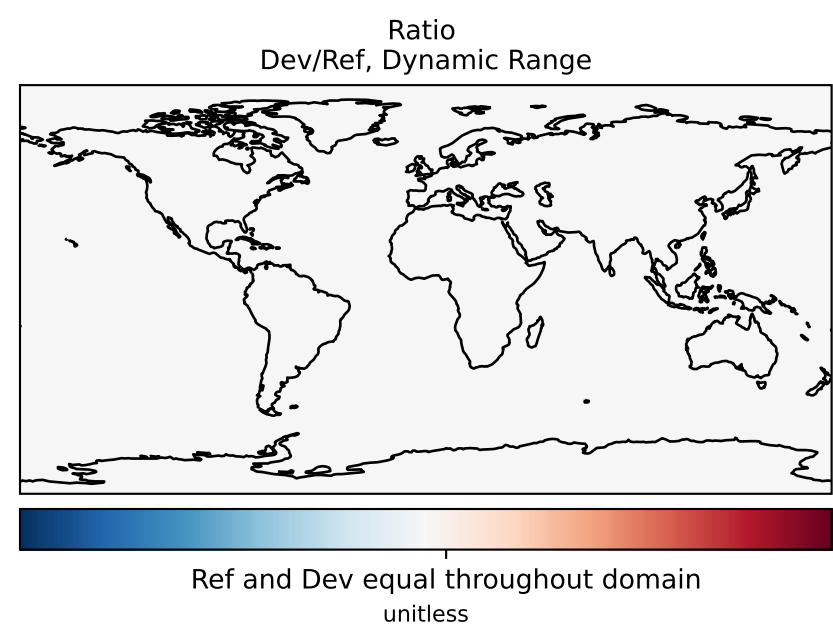 Ratio
Dev/Ref, Dynamic Range
Ref and Dev equal throughout domain
unitless